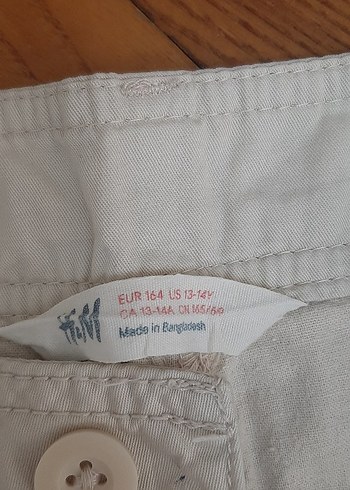 H&M
EUR 164 US 13-14Y
CA 13-14A CN 165/69
Made in Bangladesh